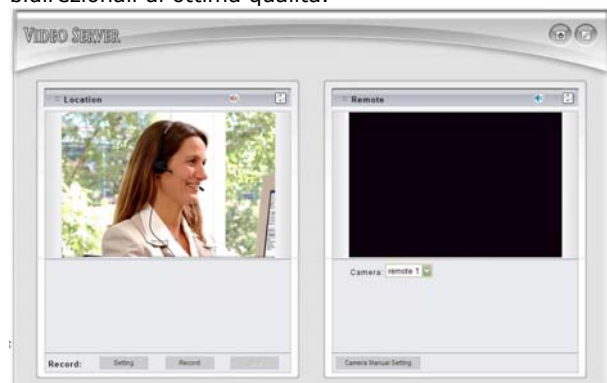 bidirezionali di ottima qualità.
VIDEO SERVER
Location
Remote
Camera: remote 1
Record: Setting Record
Camera Manual Setting